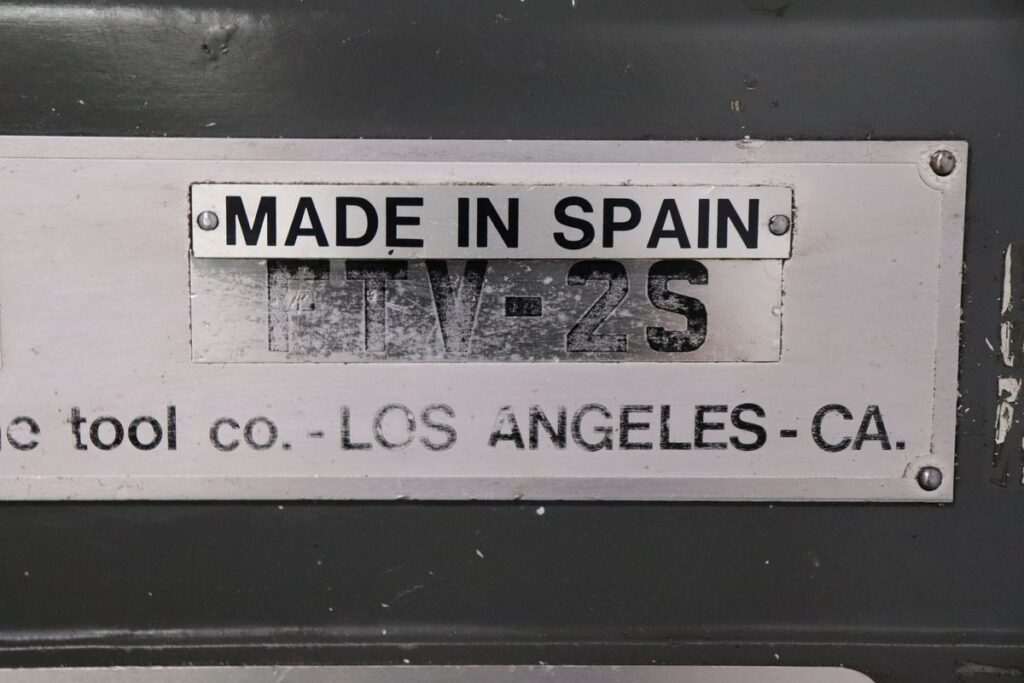 MADE IN SPAIN
FTV-2S
tool co. - LOS ANGELES - CA.